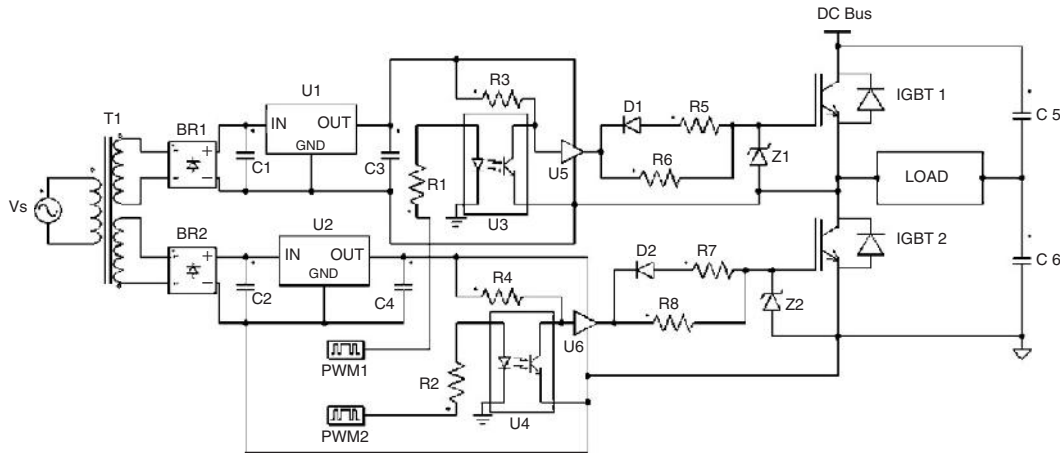 DC Bus
R3
U1
T1
BR1
IN OUT
GND
C1
C3
R1
U3
U5
D1
R5
R6
Z1
IGBT 1
C 5
LOAD
Vs
BR2
U2
IN OUT
GND
C2
C4
R4
D2
R7
R8
Z2
IGBT 2
C 6
U6
PWM1
R2
PWM2
U4